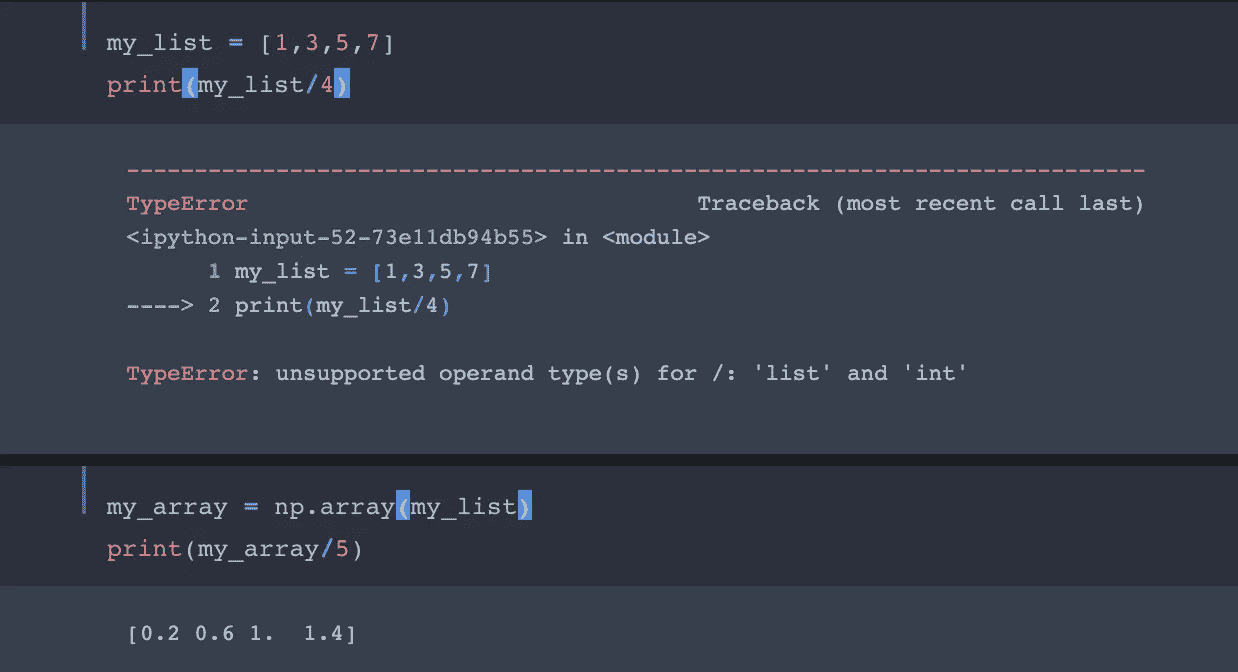 my_list = [1,3,5,7]
print(my_list/4)
---------------------------------------------------------------------------
TypeError                                 Traceback (most recent call last)
<ipython-input-52-73e11db94b55> in <module>
      1 my_list = [1,3,5,7]
----> 2 print(my_list/4)
TypeError: unsupported operand type(s) for /: 'list' and 'int'
my_array = np.array(my_list)
print(my_array/5)
[0.2 0.6 1.  1.4]